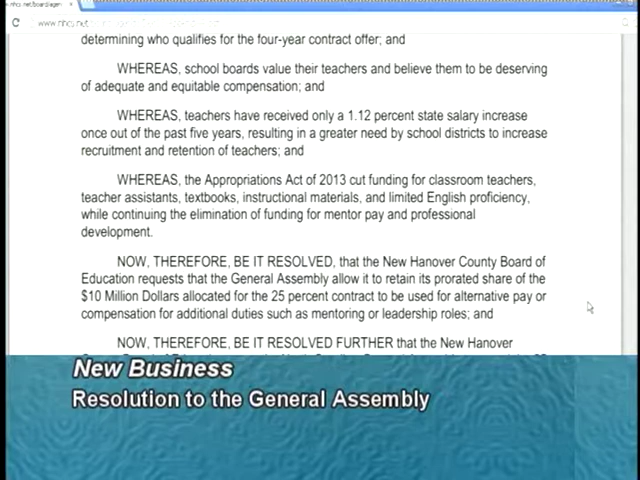 www.nhcs.net
determining who qualifies for the four-year contract offer; and
WHEREAS, school boards value their teachers and believe them to be deserving
of adequate and equitable compensation; and
WHEREAS, teachers have received only a 1.12 percent state salary increase
once out of the past five years, resulting in a greater need by school districts to increase
recruitment and retention of teachers; and
WHEREAS, the Appropriations Act of 2013 cut funding for classroom teachers,
teacher assistants, textbooks, instructional materials, and limited English proficiency,
while continuing the elimination of funding for mentor pay and professional
development.
NOW, THEREFORE, BE IT RESOLVED, that the New Hanover County Board of
Education requests that the General Assembly allow it to retain its prorated share of the
$10 Million Dollars allocated for the 25 percent contract to be used for alternative pay or
compensation for additional duties such as mentoring or leadership roles; and
NOW, THEREFORE, BE IT RESOLVED FURTHER that the New Hanover
New Business
Resolution to the General Assembly